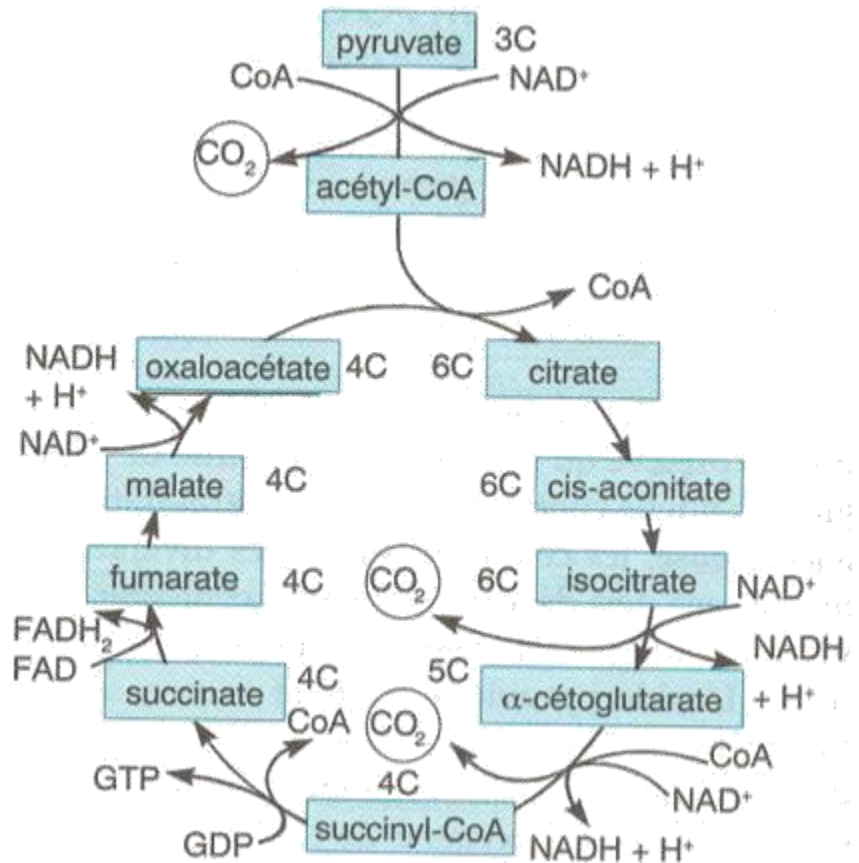 pyruvate 3C
CoA NAD⁺
CO₂ NADH + H⁺
acétyl-CoA
CoA
NADH
+ H⁺
oxaloacétate 4C 6C citrate
NAD⁺
malate 4C 6C cis-aconitate
fumarate 4C CO₂ 6C isocitrate NAD⁺
FADH₂
FAD
NADH
+ H⁺
succinate 4C 5C α-cétoglutarate
CoA CO₂ CoA
GTP 4C NAD⁺
GDP succinyl-CoA NADH + H⁺